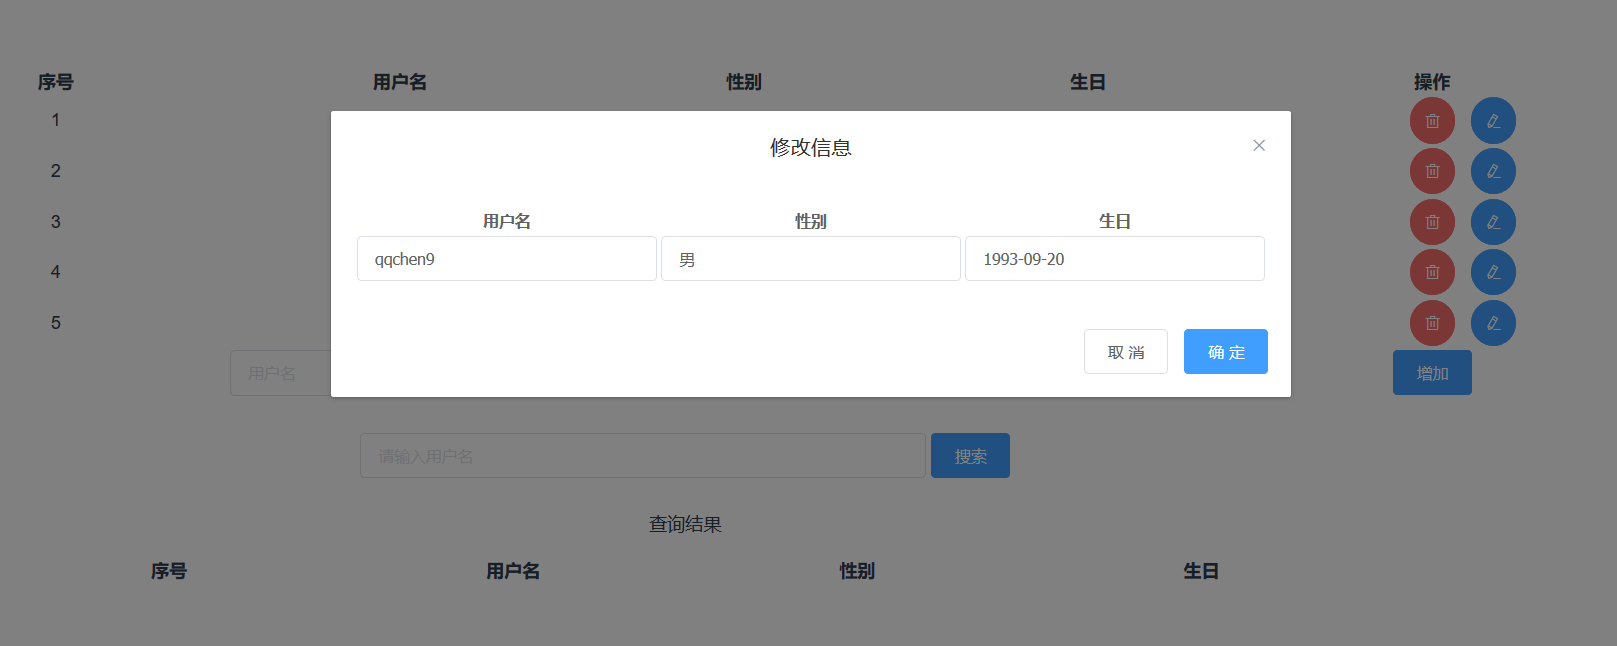 序号 用户名 性别 生日 操作
1
修改信息
2
3
用户名 性别 生日
qqchen9 男 1993-09-20
4
5
取 消 确 定
用户名 增加
请输入用户名 搜索
查询结果
序号 用户名 性别 生日